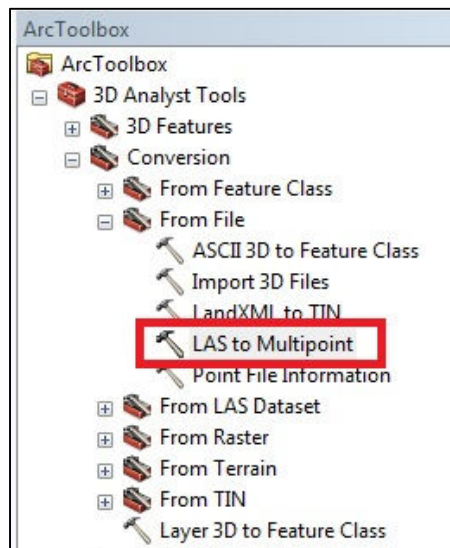 ArcToolbox
ArcToolbox
3D Analyst Tools
3D Features
Conversion
From Feature Class
From File
ASCII 3D to Feature Class
Import 3D Files
LandXML to TIN
LAS to Multipoint
Point File Information
From LAS Dataset
From Raster
From Terrain
From TIN
Layer 3D to Feature Class